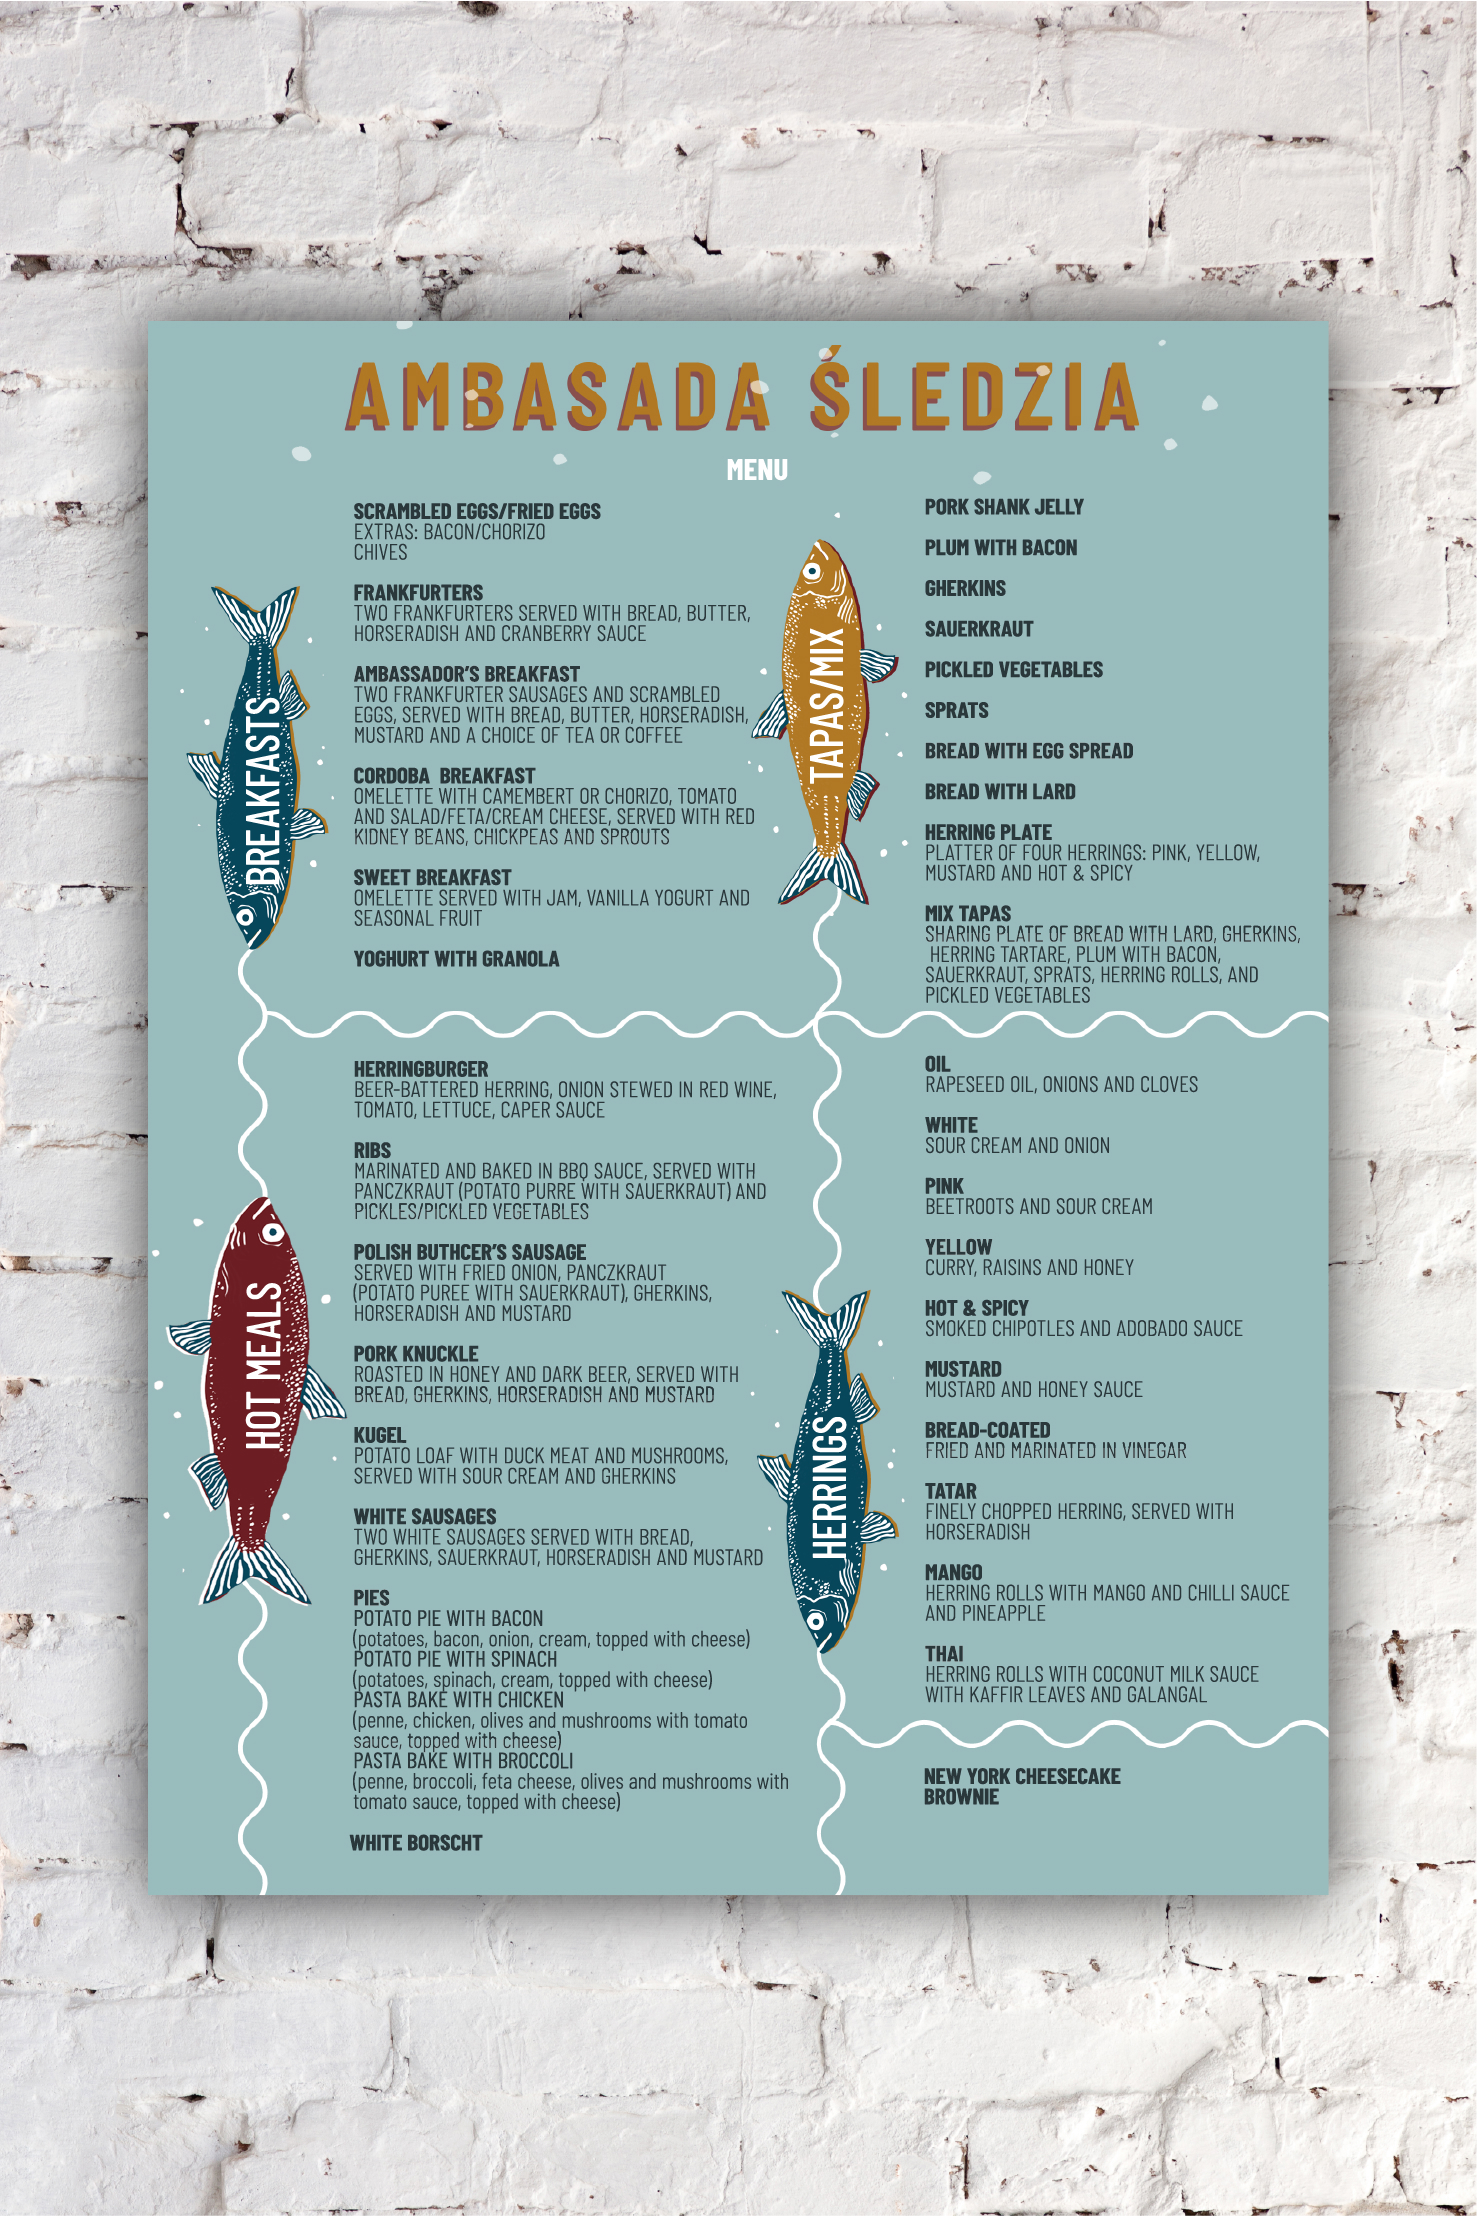 AMBASADA ŚLEDZIA
MENU
BREAKFASTS
SCRAMBLED EGGS/FRIED EGGS
EXTRAS: BACON/CHORIZO
CHIVES
FRANKFURTERS
TWO FRANKFURTERS SERVED WITH BREAD, BUTTER,
HORSERADISH AND CRANBERRY SAUCE
AMBASSADOR'S BREAKFAST
TWO FRANKFURTER SAUSAGES AND SCRAMBLED
EGGS, SERVED WITH BREAD, BUTTER, HORSERADISH,
MUSTARD AND A CHOICE OF TEA OR COFFEE
CORDOBA BREAKFAST
OMELETTE WITH CAMEMBERT OR CHORIZO, TOMATO
AND SALAD/FETA/CREAM CHEESE, SERVED WITH RED
KIDNEY BEANS, CHICKPEAS AND SPROUTS
SWEET BREAKFAST
OMELETTE SERVED WITH JAM, VANILLA YOGURT AND
SEASONAL FRUIT
YOGHURT WITH GRANOLA
TAPAS/MIX
PORK SHANK JELLY
PLUM WITH BACON
GHERKINS
SAUERKRAUT
PICKLED VEGETABLES
SPRATS
BREAD WITH EGG SPREAD
BREAD WITH LARD
HERRING PLATE
PLATTER OF FOUR HERRINGS: PINK, YELLOW,
MUSTARD AND HOT & SPICY
MIX TAPAS
SHARING PLATE OF BREAD WITH LARD, GHERKINS,
HERRING TARTARE, PLUM WITH BACON,
SAUERKRAUT, SPRATS, HERRING ROLLS, AND
PICKLED VEGETABLES
HOT MEALS
HERRINGBURGER
BEER-BATTERED HERRING, ONION STEWED IN RED WINE,
TOMATO, LETTUCE, CAPER SAUCE
RIBS
MARINATED AND BAKED IN BBQ SAUCE, SERVED WITH
PANCZKRAUT (POTATO PURRE WITH SAUERKRAUT) AND
PICKLES/PICKLED VEGETABLES
POLISH BUTHCER'S SAUSAGE
SERVED WITH FRIED ONION, PANCZKRAUT
(POTATO PUREE WITH SAUERKRAUT), GHERKINS,
HORSERADISH AND MUSTARD
PORK KNUCKLE
ROASTED IN HONEY AND DARK BEER, SERVED WITH
BREAD, GHERKINS, HORSERADISH AND MUSTARD
KUGEL
POTATO LOAF WITH DUCK MEAT AND MUSHROOMS,
SERVED WITH SOUR CREAM AND GHERKINS
WHITE SAUSAGES
TWO WHITE SAUSAGES SERVED WITH BREAD,
GHERKINS, SAUERKRAUT, HORSERADISH AND MUSTARD
PIES
POTATO PIE WITH BACON
(potatoes, bacon, onion, cream, topped with cheese)
POTATO PIE WITH SPINACH
(potatoes, spinach, cream, topped with cheese)
PASTA BAKE WITH CHICKEN
(penne, chicken, olives and mushrooms with tomato
sauce, topped with cheese)
PASTA BAKE WITH BROCCOLI
(penne, broccoli, feta cheese, olives and mushrooms with
tomato sauce, topped with cheese)
WHITE BORSCHT
HERRINGS
OIL
RAPESEED OIL, ONIONS AND CLOVES
WHITE
SOUR CREAM AND ONION
PINK
BEETROOTS AND SOUR CREAM
YELLOW
CURRY, RAISINS AND HONEY
HOT & SPICY
SMOKED CHIPOTLES AND ADOBADO SAUCE
MUSTARD
MUSTARD AND HONEY SAUCE
BREAD-COATED
FRIED AND MARINATED IN VINEGAR
TATAR
FINELY CHOPPED HERRING, SERVED WITH
HORSERADISH
MANGO
HERRING ROLLS WITH MANGO AND CHILLI SAUCE
AND PINEAPPLE
THAI
HERRING ROLLS WITH COCONUT MILK SAUCE
WITH KAFFIR LEAVES AND GALANGAL
NEW YORK CHEESECAKE
BROWNIE